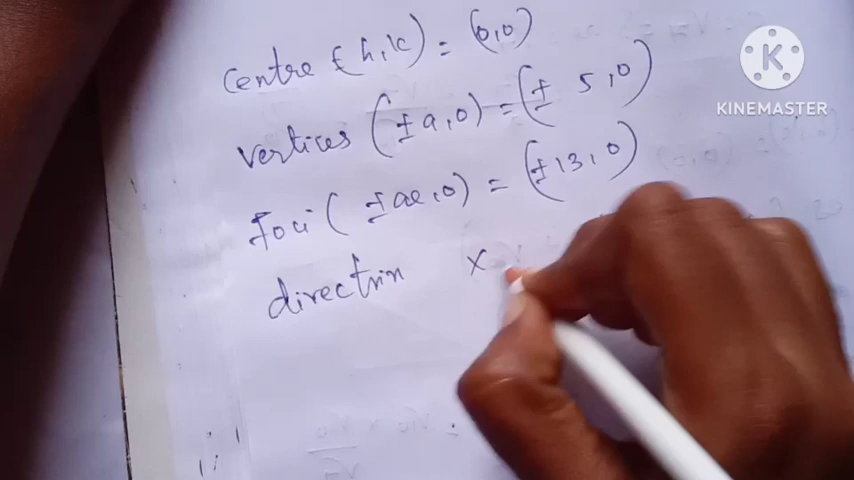 KINEMASTER
Centre (h,k) = (0,0)
vertices (±a,0) = (± 5,0)
foci (±ae,0) = (±13,0)
directrix x